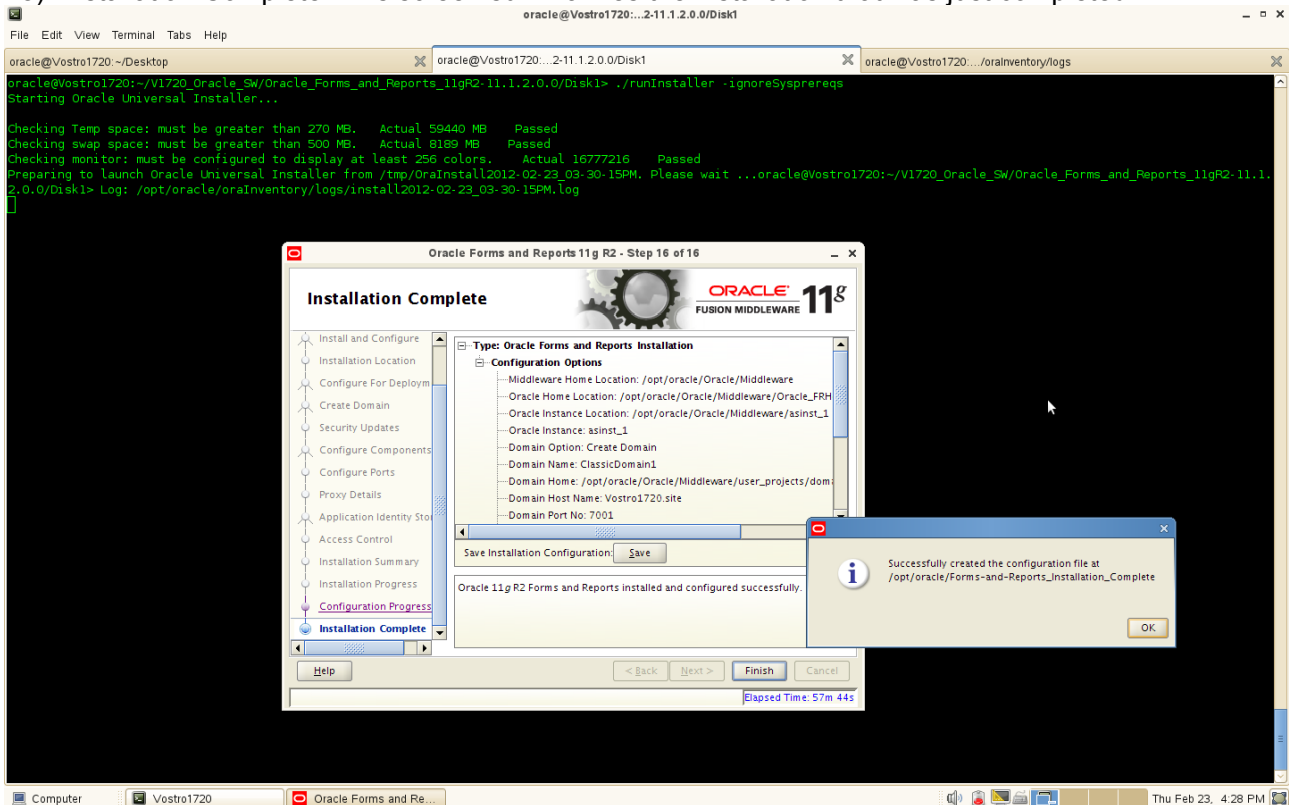 oracle@Vostro1720:...2-11.1.2.0.0/Disk1
File Edit View Terminal Tabs Help
oracle@Vostro1720:~/Desktop
oracle@Vostro1720:...2-11.1.2.0.0/Disk1
oracle@Vostro1720:.../oraInventory/logs
oracle@Vostro1720:~/V1720_Oracle_SW/Oracle_Forms_and_Reports_11gR2-11.1.2.0.0/Disk1> ./runInstaller -ignoreSysprereqs
Starting Oracle Universal Installer...
Checking Temp space: must be greater than 270 MB. Actual 59440 MB Passed
Checking swap space: must be greater than 500 MB. Actual 8189 MB Passed
Checking monitor: must be configured to display at least 256 colors. Actual 16777216 Passed
Preparing to launch Oracle Universal Installer from /tmp/OraInstall2012-02-23_03-30-15PM. Please wait ...oracle@Vostro1720:~/V1720_Oracle_SW/Oracle_Forms_and_Reports_11gR2-11.1.
2.0.0/Disk1> Log: /opt/oracle/oraInventory/logs/install2012-02-23_03-30-15PM.log
Oracle Forms and Reports 11g R2 - Step 16 of 16
Installation Complete
ORACLE 11g
FUSION MIDDLEWARE
Install and Configure
Installation Location
Configure For Deploym
Create Domain
Security Updates
Configure Components
Configure Ports
Proxy Details
Application Identity Stor
Access Control
Installation Summary
Installation Progress
Configuration Progress
Installation Complete
Type: Oracle Forms and Reports Installation
Configuration Options
Middleware Home Location: /opt/oracle/Oracle/Middleware
Oracle Home Location: /opt/oracle/Oracle/Middleware/Oracle_FRH
Oracle Instance Location: /opt/oracle/Oracle/Middleware/asinst_1
Oracle Instance: asinst_1
Domain Option: Create Domain
Domain Name: ClassicDomain1
Domain Home: /opt/oracle/Oracle/Middleware/user_projects/dom
Domain Host Name: Vostro1720.site
Domain Port No: 7001
Save Installation Configuration: Save
Oracle 11g R2 Forms and Reports installed and configured successfully.
Help
< Back
Next >
Finish
Cancel
Elapsed Time: 57m 44s
Successfully created the configuration file at
/opt/oracle/Forms-and-Reports_Installation_Complete
OK
Computer
Vostro1720
Oracle Forms and Re...
Thu Feb 23, 4:28 PM